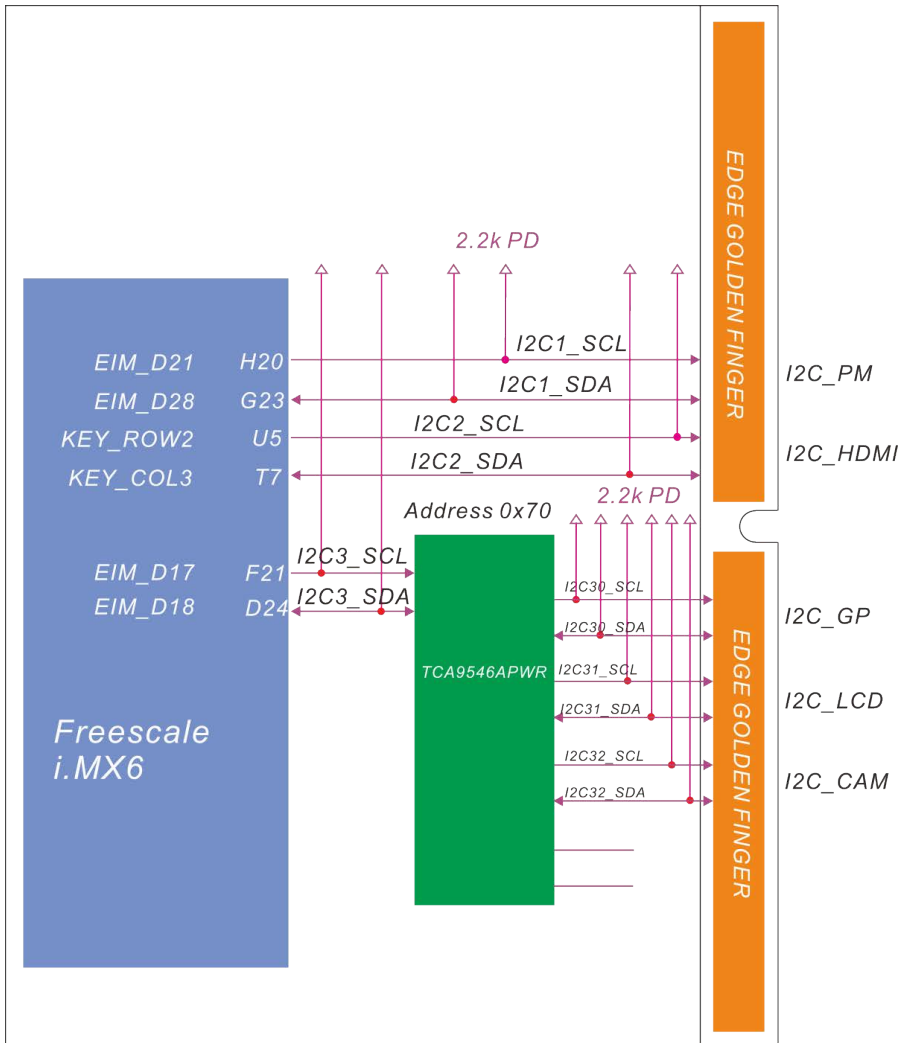 EDGE GOLDEN FINGER
2.2k PD
EIM_D21 H20 I2C1_SCL
I2C_PM
EIM_D28 G23 I2C1_SDA
KEY_ROW2 U5 I2C2_SCL
I2C_HDMI
KEY_COL3 T7 I2C2_SDA
2.2k PD
Address 0x70
EIM_D17 F21 I2C3_SCL
EIM_D18 D24 I2C3_SDA
I2C30_SCL
I2C_GP
I2C30_SDA
TCA9546APWR
I2C31_SCL
I2C_LCD
I2C31_SDA
I2C32_SCL
I2C_CAM
I2C32_SDA
EDGE GOLDEN FINGER
Freescale
i.MX6